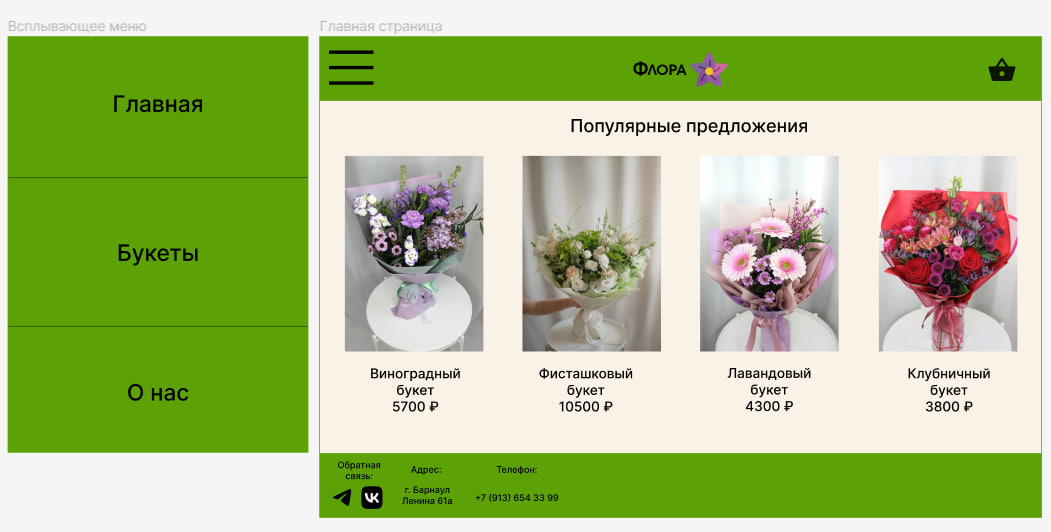 Всплывающее меню
Главная страница
Главная
Букеты
О нас
Флора
Популярные предложения
Виноградный
букет
5700 ₽
Фисташковый
букет
10500 ₽
Лавандовый
букет
4300 ₽
Клубничный
букет
3800 ₽
Обратная
связь:
Адрес:
г. Барнаул
Ленина 61а
Телефон:
+7 (913) 654 33 99